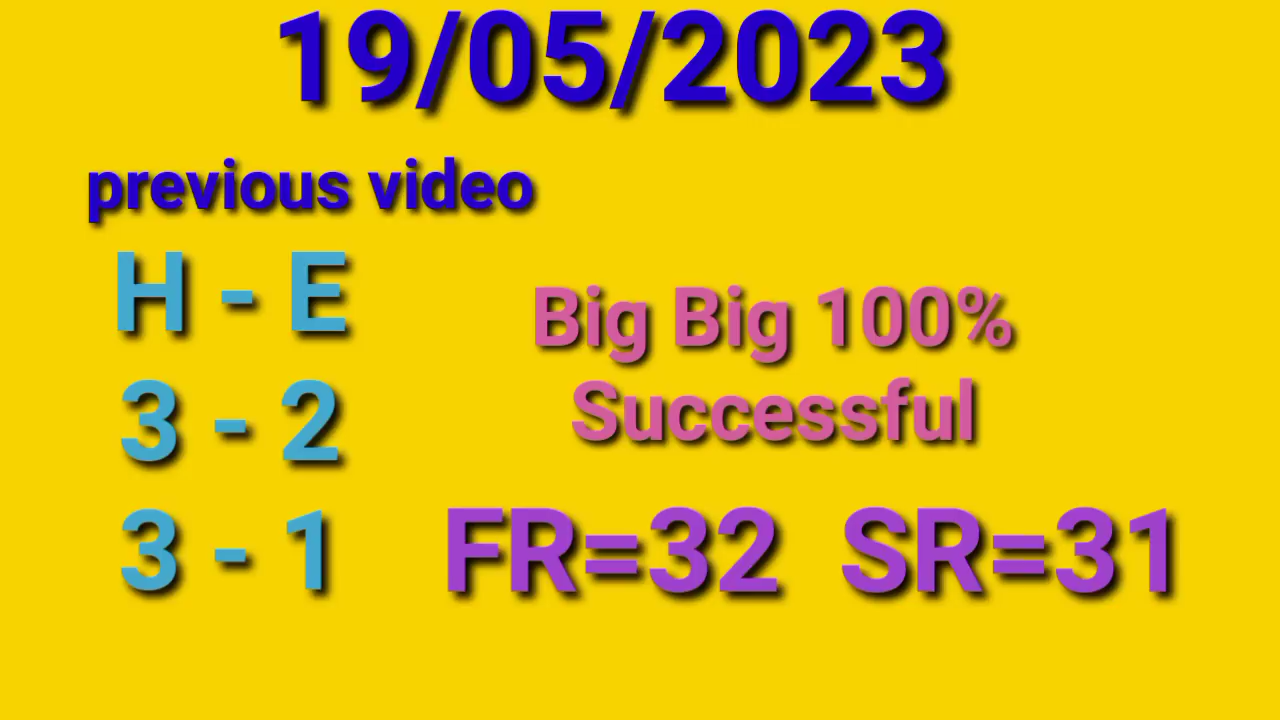 19/05/2023
previous video
H - E
3 - 2
3 - 1
Big Big 100%
Successful
FR=32 SR=31